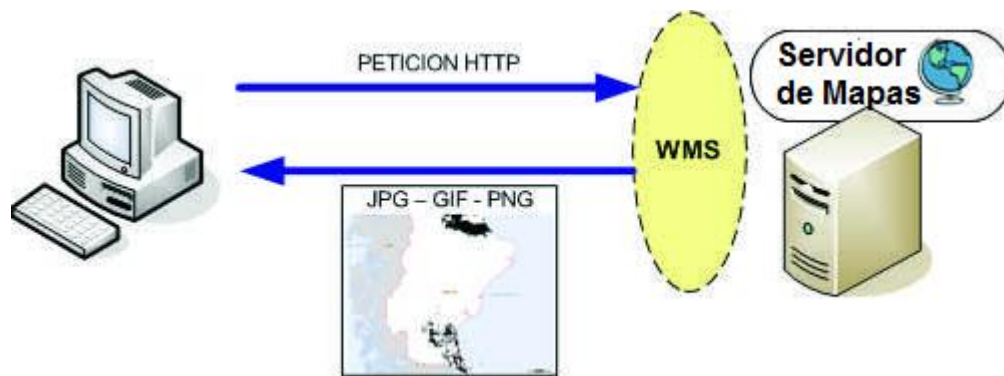 PETICION HTTP
Servidor
de Mapas
WMS
JPG – GIF - PNG